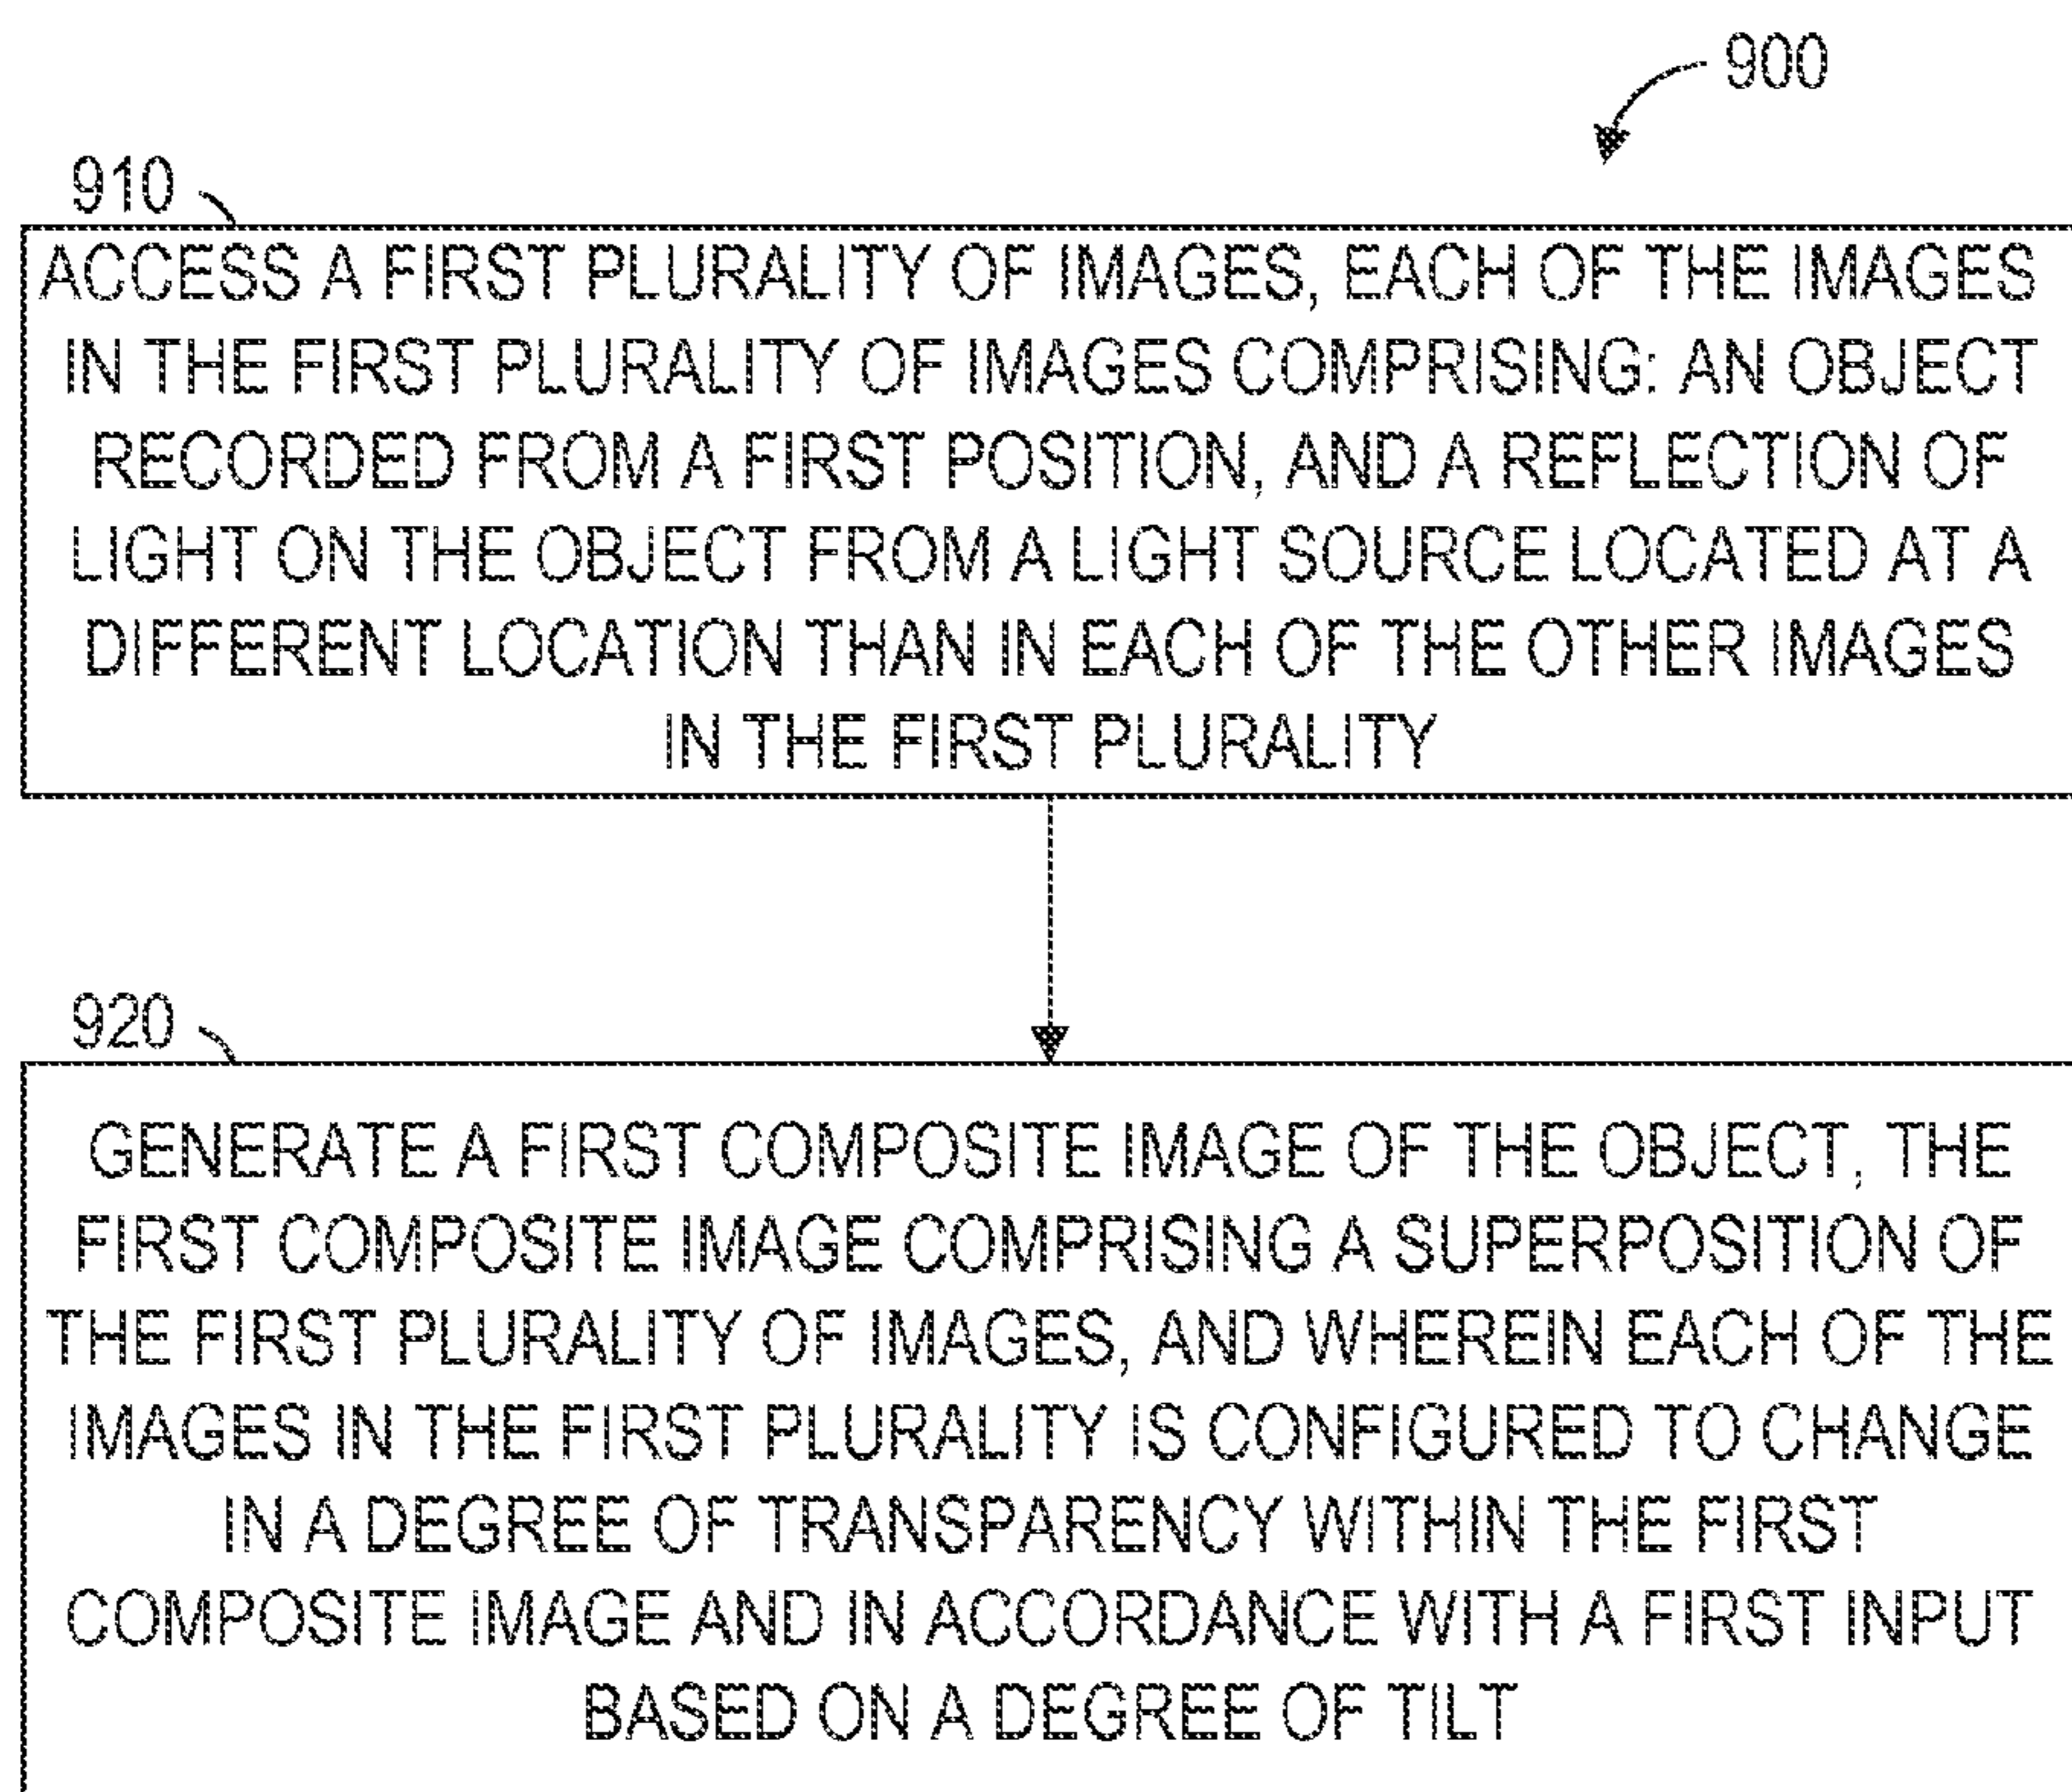 900
910
ACCESS A FIRST PLURALITY OF IMAGES, EACH OF THE IMAGES
IN THE FIRST PLURALITY OF IMAGES COMPRISING: AN OBJECT
RECORDED FROM A FIRST POSITION, AND A REFLECTION OF
LIGHT ON THE OBJECT FROM A LIGHT SOURCE LOCATED AT A
DIFFERENT LOCATION THAN IN EACH OF THE OTHER IMAGES
IN THE FIRST PLURALITY
920
GENERATE A FIRST COMPOSITE IMAGE OF THE OBJECT, THE
FIRST COMPOSITE IMAGE COMPRISING A SUPERPOSITION OF
THE FIRST PLURALITY OF IMAGES, AND WHEREIN EACH OF THE
IMAGES IN THE FIRST PLURALITY IS CONFIGURED TO CHANGE
IN A DEGREE OF TRANSPARENCY WITHIN THE FIRST
COMPOSITE IMAGE AND IN ACCORDANCE WITH A FIRST INPUT
BASED ON A DEGREE OF TILT